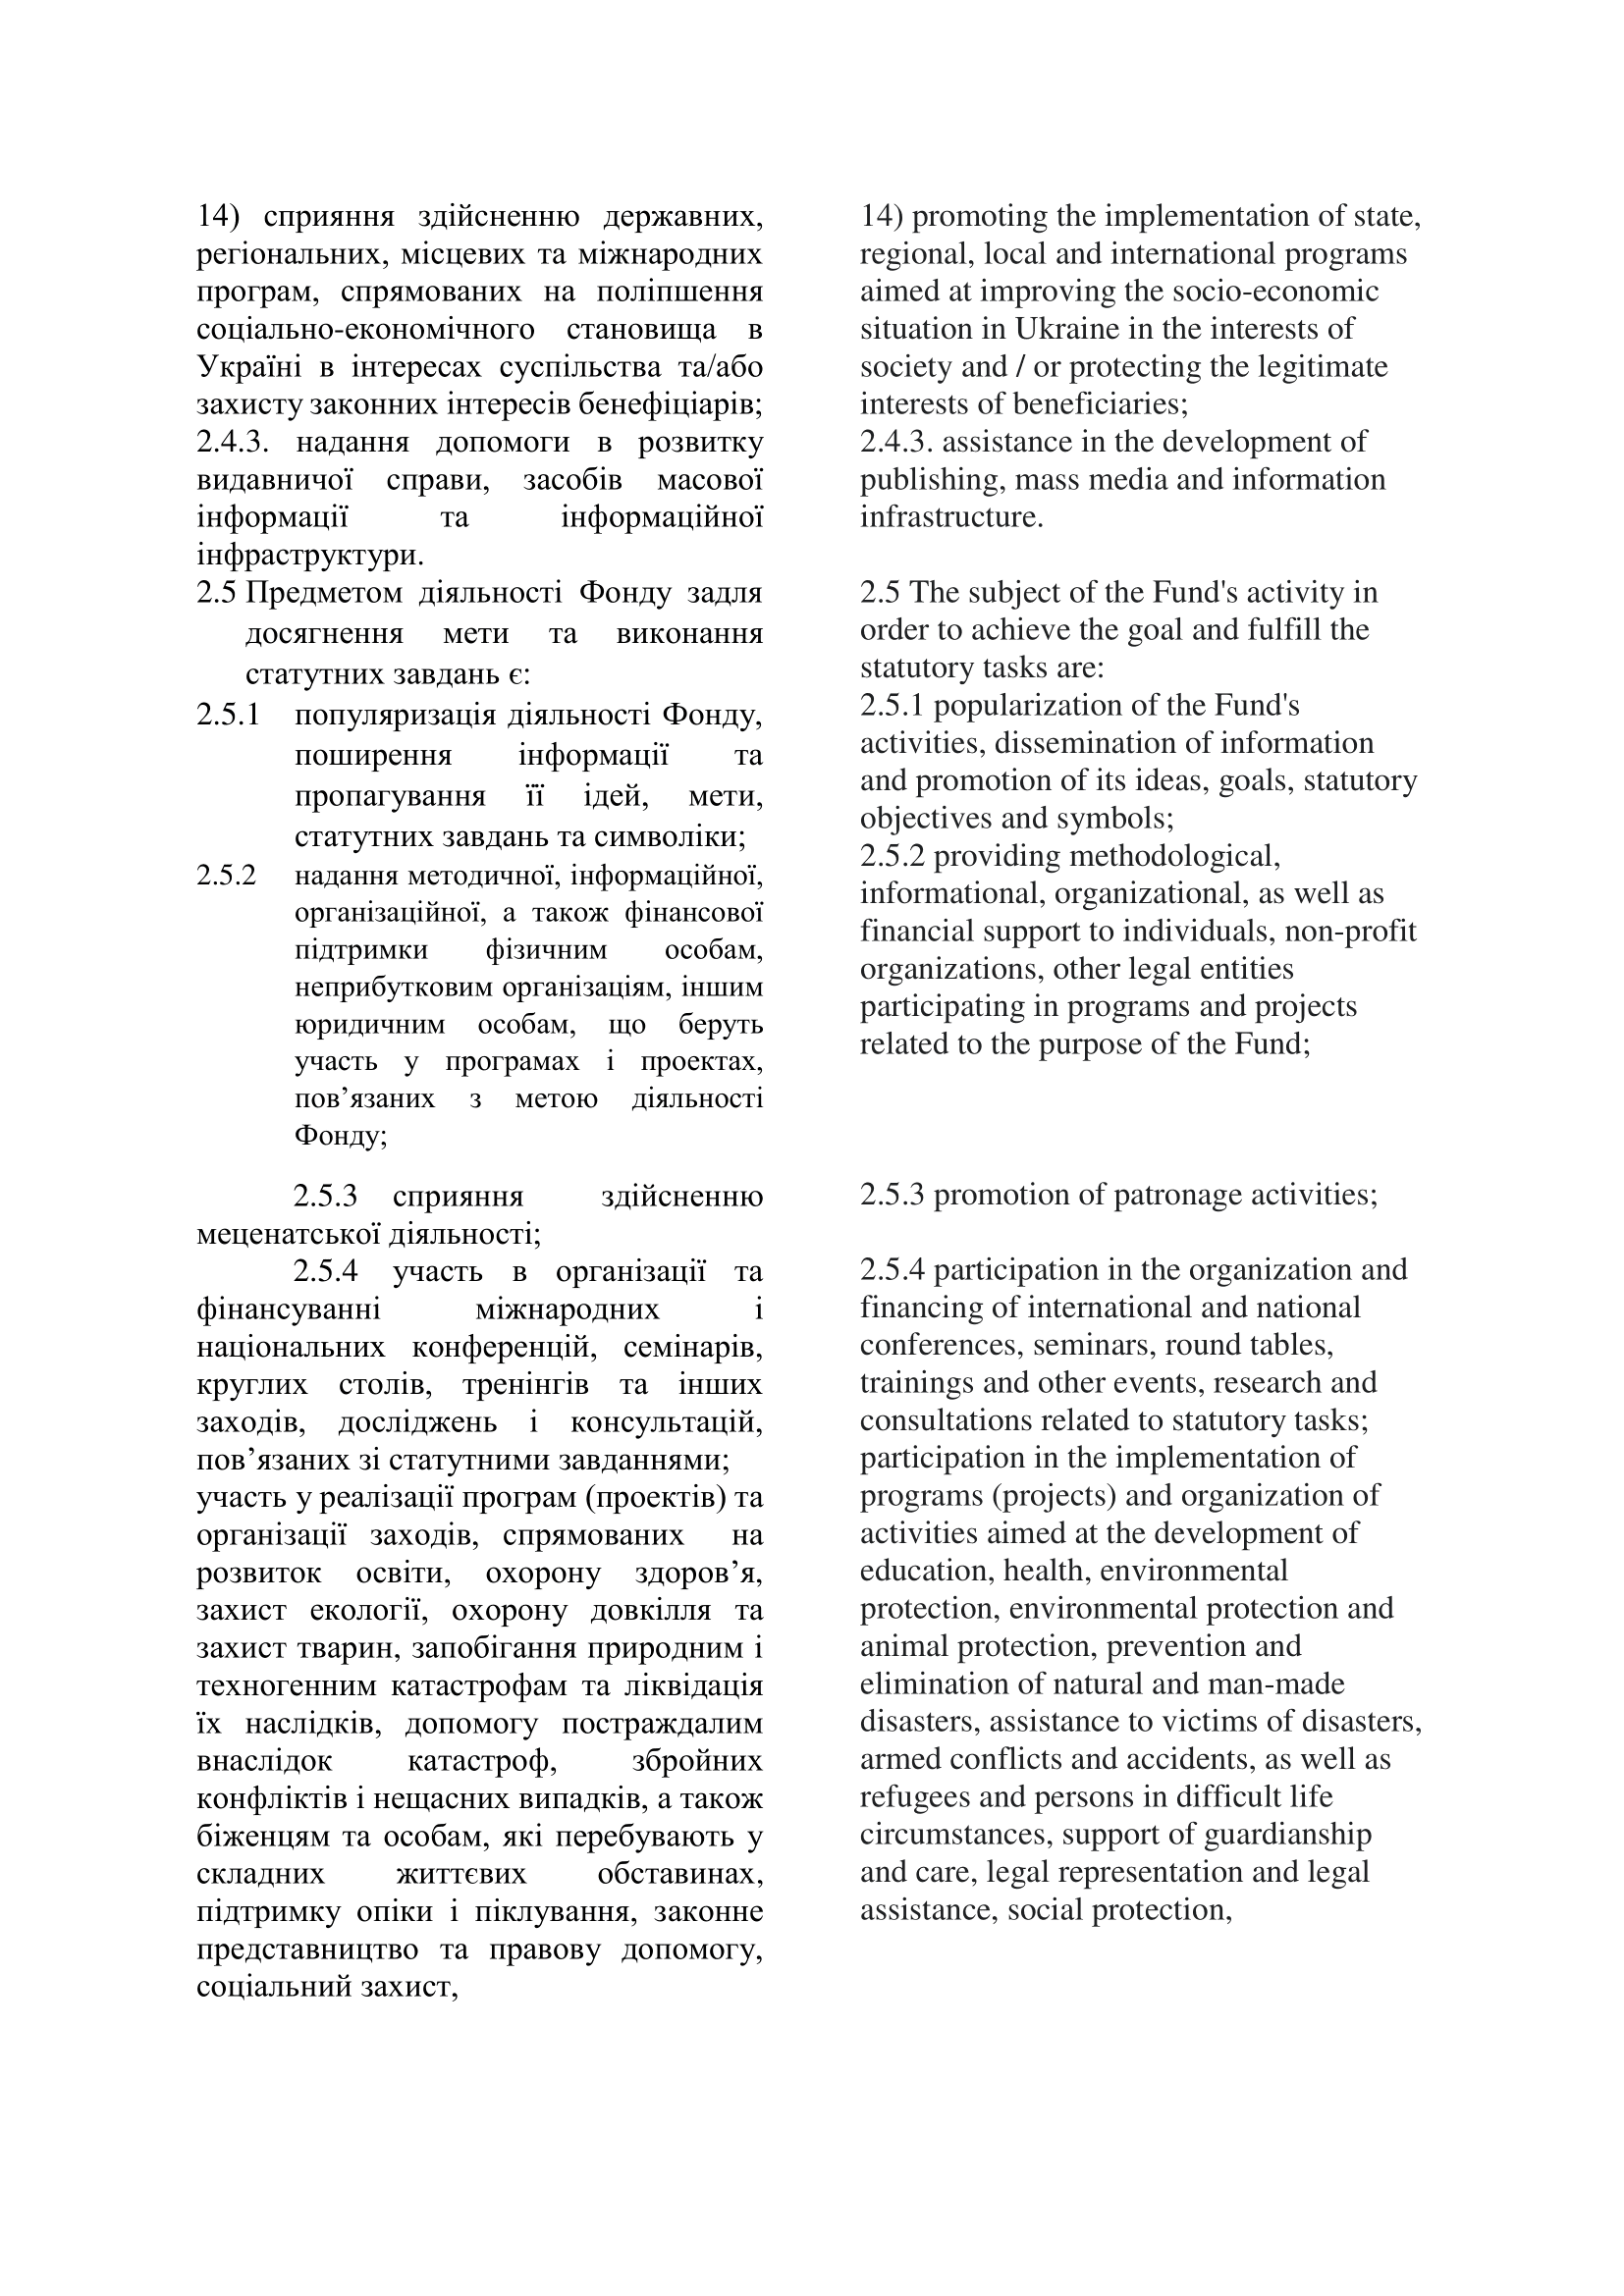 14) сприяння здійсненню державних,
регіональних, місцевих та міжнародних
програм, спрямованих на поліпшення
соціально-економічного становища в
Україні в інтересах суспільства та/або
захисту законних інтересів бенефіціарів;
2.4.3. надання допомоги в розвитку
видавничої справи, засобів масової
інформації та інформаційної
інфраструктури.
2.5 Предметом діяльності Фонду задля
досягнення мети та виконання
статутних завдань є:
2.5.1 популяризація діяльності Фонду,
поширення інформації та
пропагування її ідей, мети,
статутних завдань та символіки;
2.5.2 надання методичної, інформаційної,
організаційної, а також фінансової
підтримки фізичним особам,
неприбутковим організаціям, іншим
юридичним особам, що беруть
участь у програмах і проектах,
пов’язаних з метою діяльності
Фонду;
2.5.3 сприяння здійсненню
меценатської діяльності;
2.5.4 участь в організації та
фінансуванні міжнародних і
національних конференцій, семінарів,
круглих столів, тренінгів та інших
заходів, досліджень і консультацій,
пов’язаних зі статутними завданнями;
участь у реалізації програм (проектів) та
організації заходів, спрямованих на
розвиток освіти, охорону здоров’я,
захист екології, охорону довкілля та
захист тварин, запобігання природним і
техногенним катастрофам та ліквідація
їх наслідків, допомогу постраждалим
внаслідок катастроф, збройних
конфліктів і нещасних випадків, а також
біженцям та особам, які перебувають у
складних життєвих обставинах,
підтримку опіки і піклування, законне
представництво та правову допомогу,
соціальний захист,
14) promoting the implementation of state,
regional, local and international programs
aimed at improving the socio-economic
situation in Ukraine in the interests of
society and / or protecting the legitimate
interests of beneficiaries;
2.4.3. assistance in the development of
publishing, mass media and information
infrastructure.
2.5 The subject of the Fund's activity in
order to achieve the goal and fulfill the
statutory tasks are:
2.5.1 popularization of the Fund's
activities, dissemination of information
and promotion of its ideas, goals, statutory
objectives and symbols;
2.5.2 providing methodological,
informational, organizational, as well as
financial support to individuals, non-profit
organizations, other legal entities
participating in programs and projects
related to the purpose of the Fund;
2.5.3 promotion of patronage activities;
2.5.4 participation in the organization and
financing of international and national
conferences, seminars, round tables,
trainings and other events, research and
consultations related to statutory tasks;
participation in the implementation of
programs (projects) and organization of
activities aimed at the development of
education, health, environmental
protection, environmental protection and
animal protection, prevention and
elimination of natural and man-made
disasters, assistance to victims of disasters,
armed conflicts and accidents, as well as
refugees and persons in difficult life
circumstances, support of guardianship
and care, legal representation and legal
assistance, social protection,